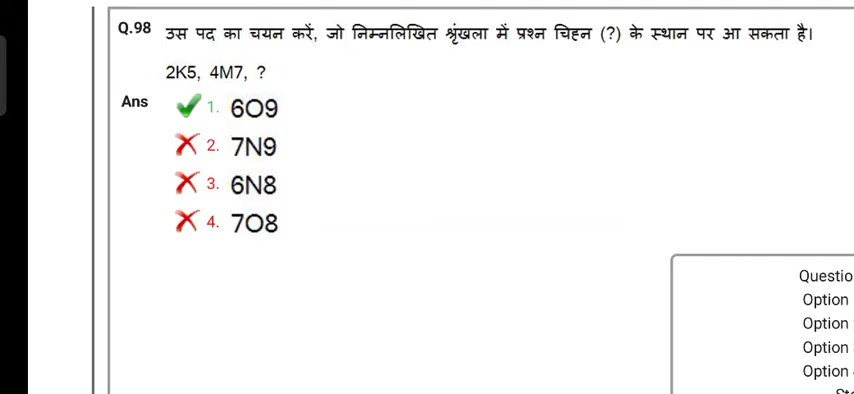 Q.98 उस पद का चयन करें, जो निम्नलिखित श्रृंखला में प्रश्न चिह्न (?) के स्थान पर आ सकता है।
2K5, 4M7, ?
Ans 1. 6O9
2. 7N9
3. 6N8
4. 7O8
Questio
Option
Option
Option
Option